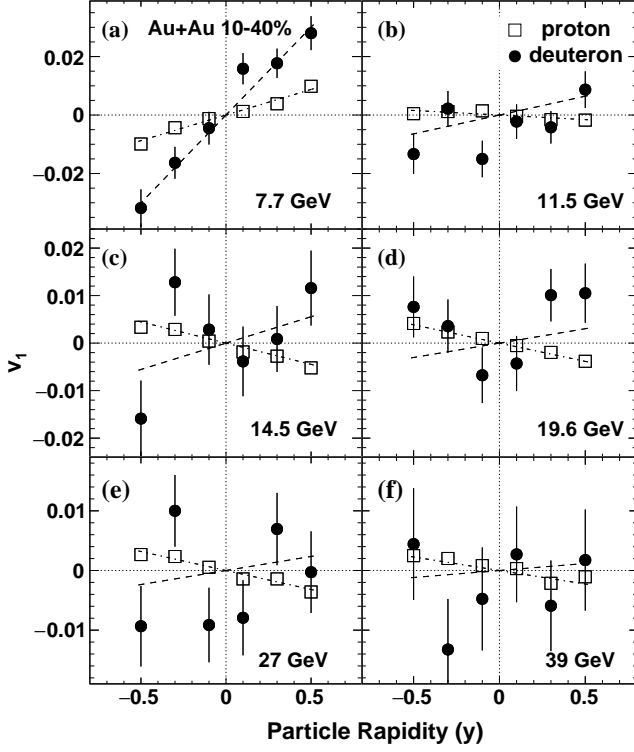 (a) Au+Au 10-40%
7.7 GeV
0.02
0
−0.02
(b)
proton
deuteron
11.5 GeV
(c)
14.5 GeV
0.02
0.01
0
−0.01
−0.02
(d)
19.6 GeV
(e)
27 GeV
0.01
0
−0.01
(f)
39 GeV
v1
−0.5 0 0.5
−0.5 0 0.5
Particle Rapidity (y)